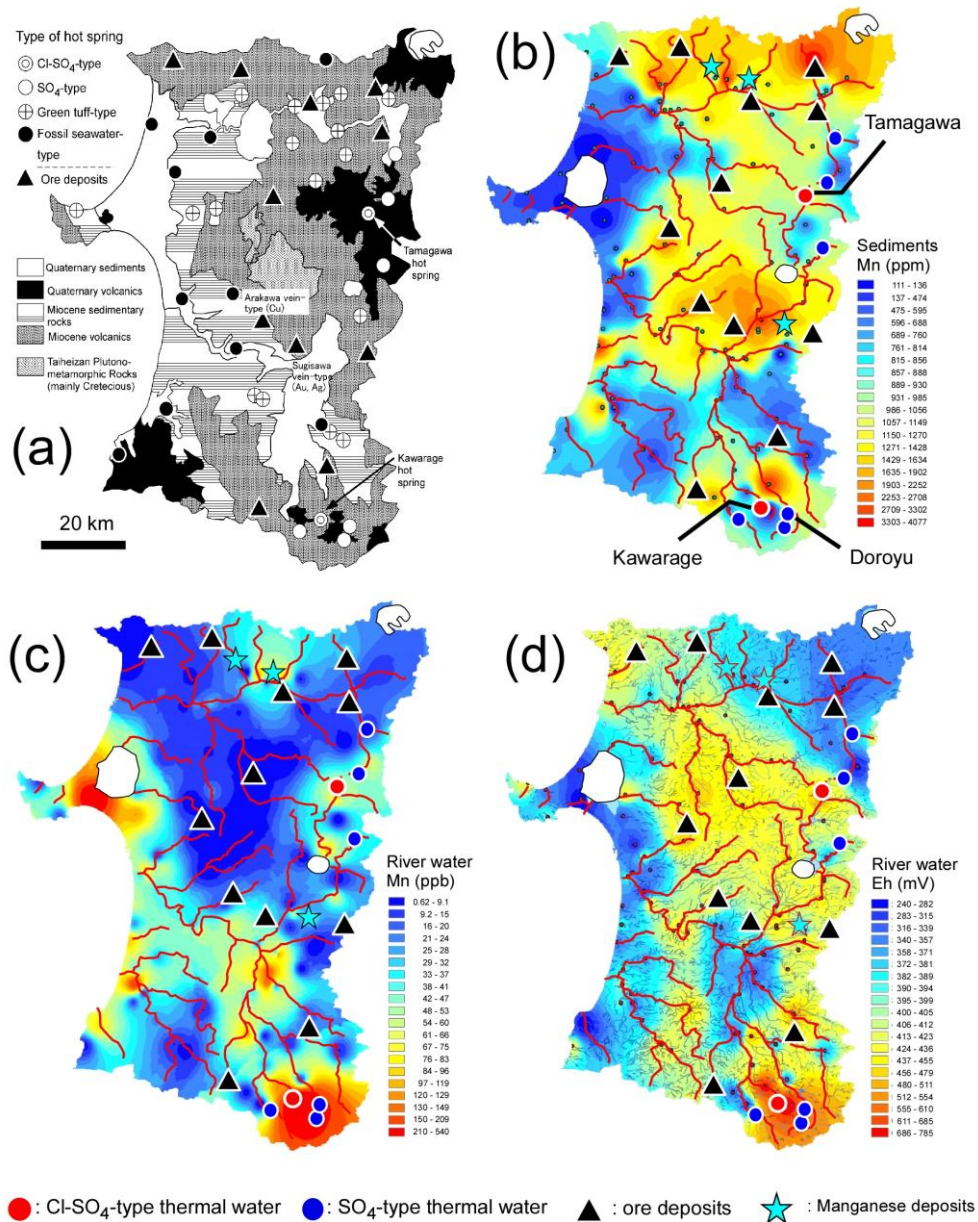 (a)
Type of hot spring
Cl-SO4-type
SO4-type
Green tuff-type
Fossil seawater-
type
Ore deposits
Quaternary sediments
Quaternary volcanics
Miocene sedimentary
rocks
Miocene volcanics
Taiheizan Plutono-
metamorphic Rocks
(mainly Cretecious)
Tamagawa
hot
spring
Arakawa vein-
type (Cu)
Sugisawa
vein-type
(Au, Ag)
Kawarage
hot
spring
20 km
(b)
Tamagawa
Sediments
Mn (ppm)
111 - 136
137 - 474
475 - 595
596 - 688
689 - 760
761 - 814
815 - 856
857 - 888
889 - 930
931 - 985
986 - 1056
1057 - 1149
1150 - 1270
1271 - 1428
1429 - 1634
1635 - 1902
1903 - 2252
2253 - 2708
2709 - 3302
3303 - 4077
Kawarage
Doroyu
(c)
River water
Mn (ppb)
0.62 - 9.1
9.2 - 15
16 - 20
21 - 24
25 - 28
29 - 32
33 - 37
38 - 41
42 - 47
48 - 53
54 - 60
61 - 66
67 - 75
76 - 83
84 - 96
97 - 119
120 - 129
130 - 149
150 - 209
210 - 540
(d)
River water
Eh (mV)
240 - 282
283 - 315
316 - 339
340 - 357
358 - 371
372 - 381
382 - 389
390 - 394
395 - 399
400 - 405
406 - 412
413 - 423
424 - 436
437 - 455
456 - 479
480 - 511
512 - 554
555 - 610
611 - 685
686 - 785
: Cl-SO4-type thermal water : SO4-type thermal water : ore deposits : Manganese deposits